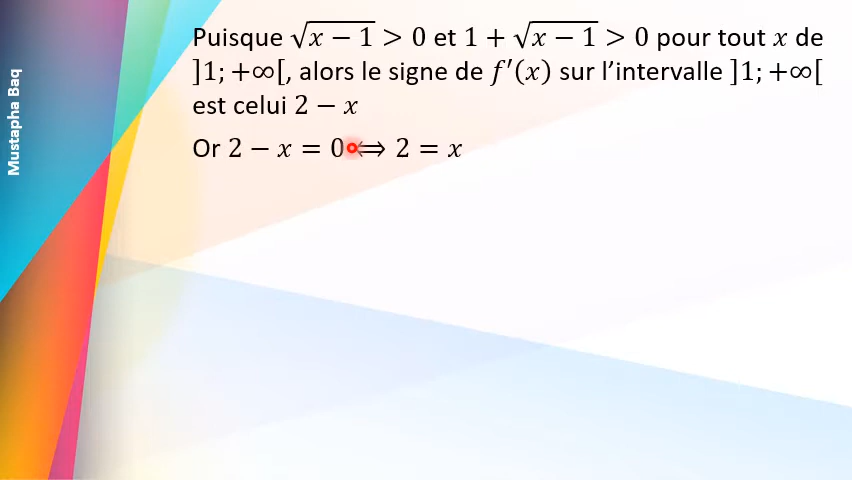 Mustapha Baq
Puisque √(x − 1) > 0 et 1 + √(x − 1) > 0 pour tout x de
]1; +∞[, alors le signe de f′(x) sur l’intervalle ]1; +∞[
est celui 2 − x
Or 2 − x = 0 ⟺ 2 = x